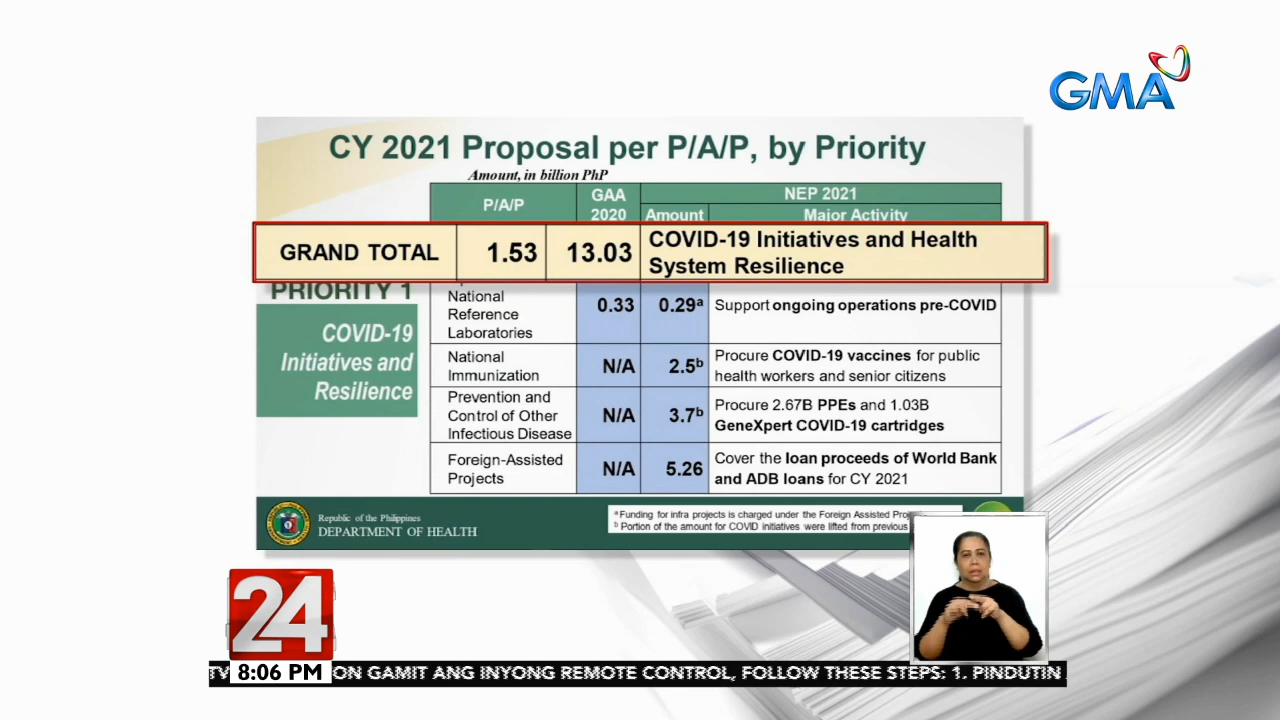 GMA
CY 2021 Proposal per P/A/P, by Priority
Amount, in billion PhP
P/A/P
GAA
2020
NEP 2021
Amount
Major Activity
GRAND TOTAL
1.53
13.03
COVID-19 Initiatives and Health
System Resilience
PRIORITY 1
COVID-19
Initiatives and
Resilience
National
Reference
Laboratories
0.33
0.29ᵃ
Support ongoing operations pre-COVID
National
Immunization
N/A
2.5ᵇ
Procure COVID-19 vaccines for public
health workers and senior citizens
Prevention and
Control of Other
Infectious Disease
N/A
3.7ᵇ
Procure 2.67B PPEs and 1.03B
GeneXpert COVID-19 cartridges
Foreign-Assisted
Projects
N/A
5.26
Cover the loan proceeds of World Bank
and ADB loans for CY 2021
Republic of the Philippines
DEPARTMENT OF HEALTH
ᵃ Funding for infra projects is charged under the Foreign Assisted
ᵇ Portion of the amount for COVID initiatives were lifted from previous
24
8:06 PM
TV
ON GAMIT ANG INYONG REMOTE CONTROL, FOLLOW THESE STEPS: 1. PINDUTIN